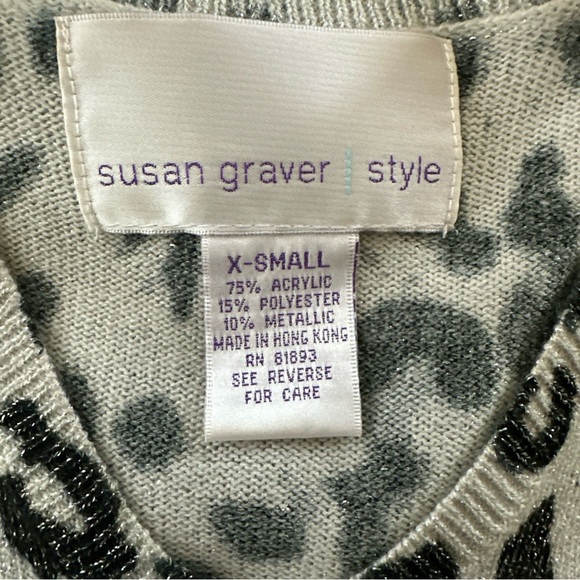 susan graver | style
X-SMALL
75% ACRYLIC
15% POLYESTER
10% METALLIC
MADE IN HONG KONG
RN 81893
SEE REVERSE
FOR CARE